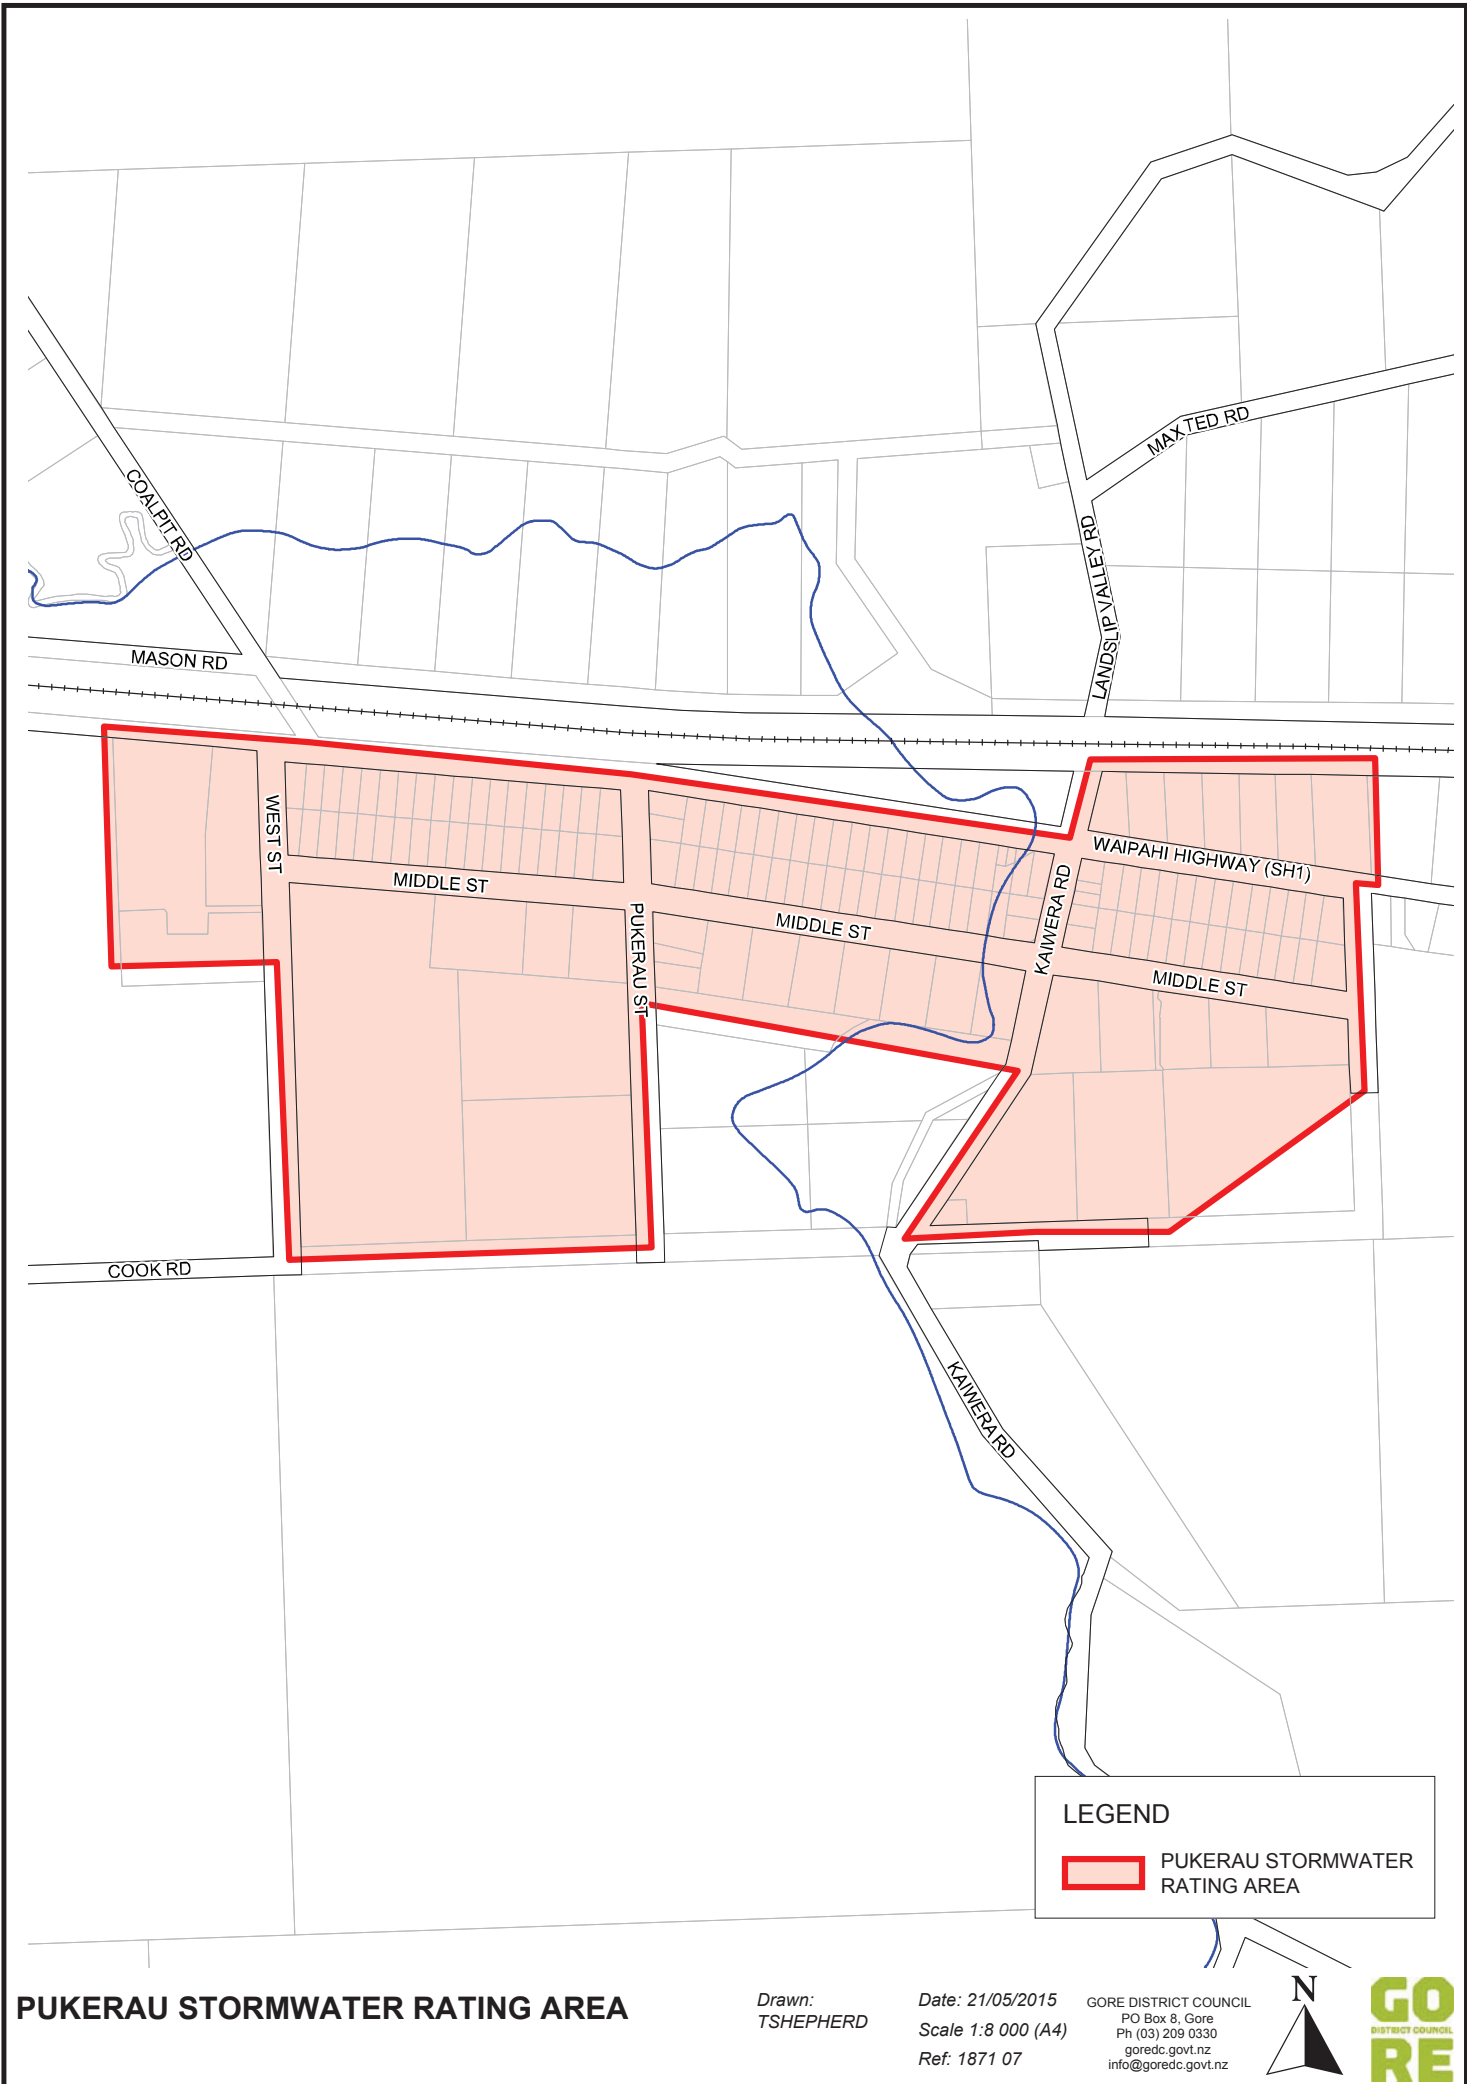 MAXTED RD
COALPIT RD
LANDSLIP VALLEY RD
MASON RD
WEST ST
WAIPAHI HIGHWAY (SH1)
MIDDLE ST
KAIWERA RD
PUKERAU ST
MIDDLE ST
MIDDLE ST
COOK RD
KAIWERA RD
LEGEND
PUKERAU STORMWATER
RATING AREA
PUKERAU STORMWATER RATING AREA
Drawn:
TSHEPHERD
Date: 21/05/2015
Scale 1:8 000 (A4)
Ref: 1871 07
GORE DISTRICT COUNCIL
PO Box 8, Gore
Ph (03) 209 0330
goredc.govt.nz
info@goredc.govt.nz
N
GO
DISTRICT COUNCIL
RE